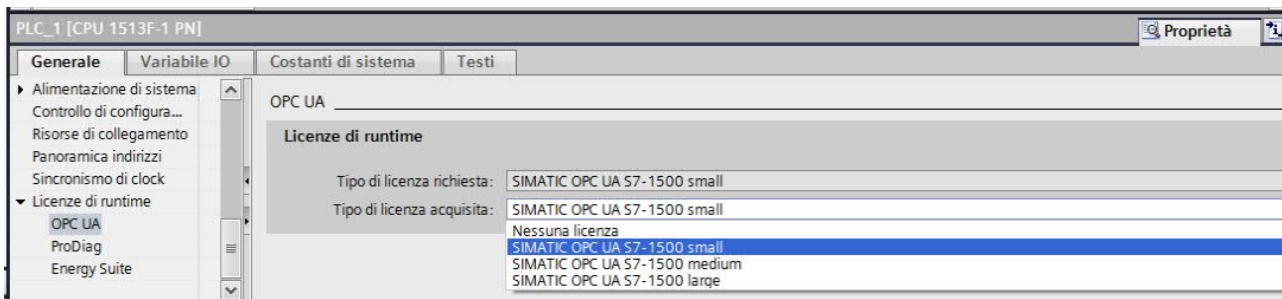 PLC_1 [CPU 1513F-1 PN]
Proprietà
Generale
Variabile IO
Costanti di sistema
Testi
Alimentazione di sistema
Controllo di configura...
Risorse di collegamento
Panoramica indirizzi
Sincronismo di clock
Licenze di runtime
OPC UA
ProDiag
Energy Suite
OPC UA
Licenze di runtime
Tipo di licenza richiesta: SIMATIC OPC UA S7-1500 small
Tipo di licenza acquisita: SIMATIC OPC UA S7-1500 small
Nessuna licenza
SIMATIC OPC UA S7-1500 small
SIMATIC OPC UA S7-1500 medium
SIMATIC OPC UA S7-1500 large